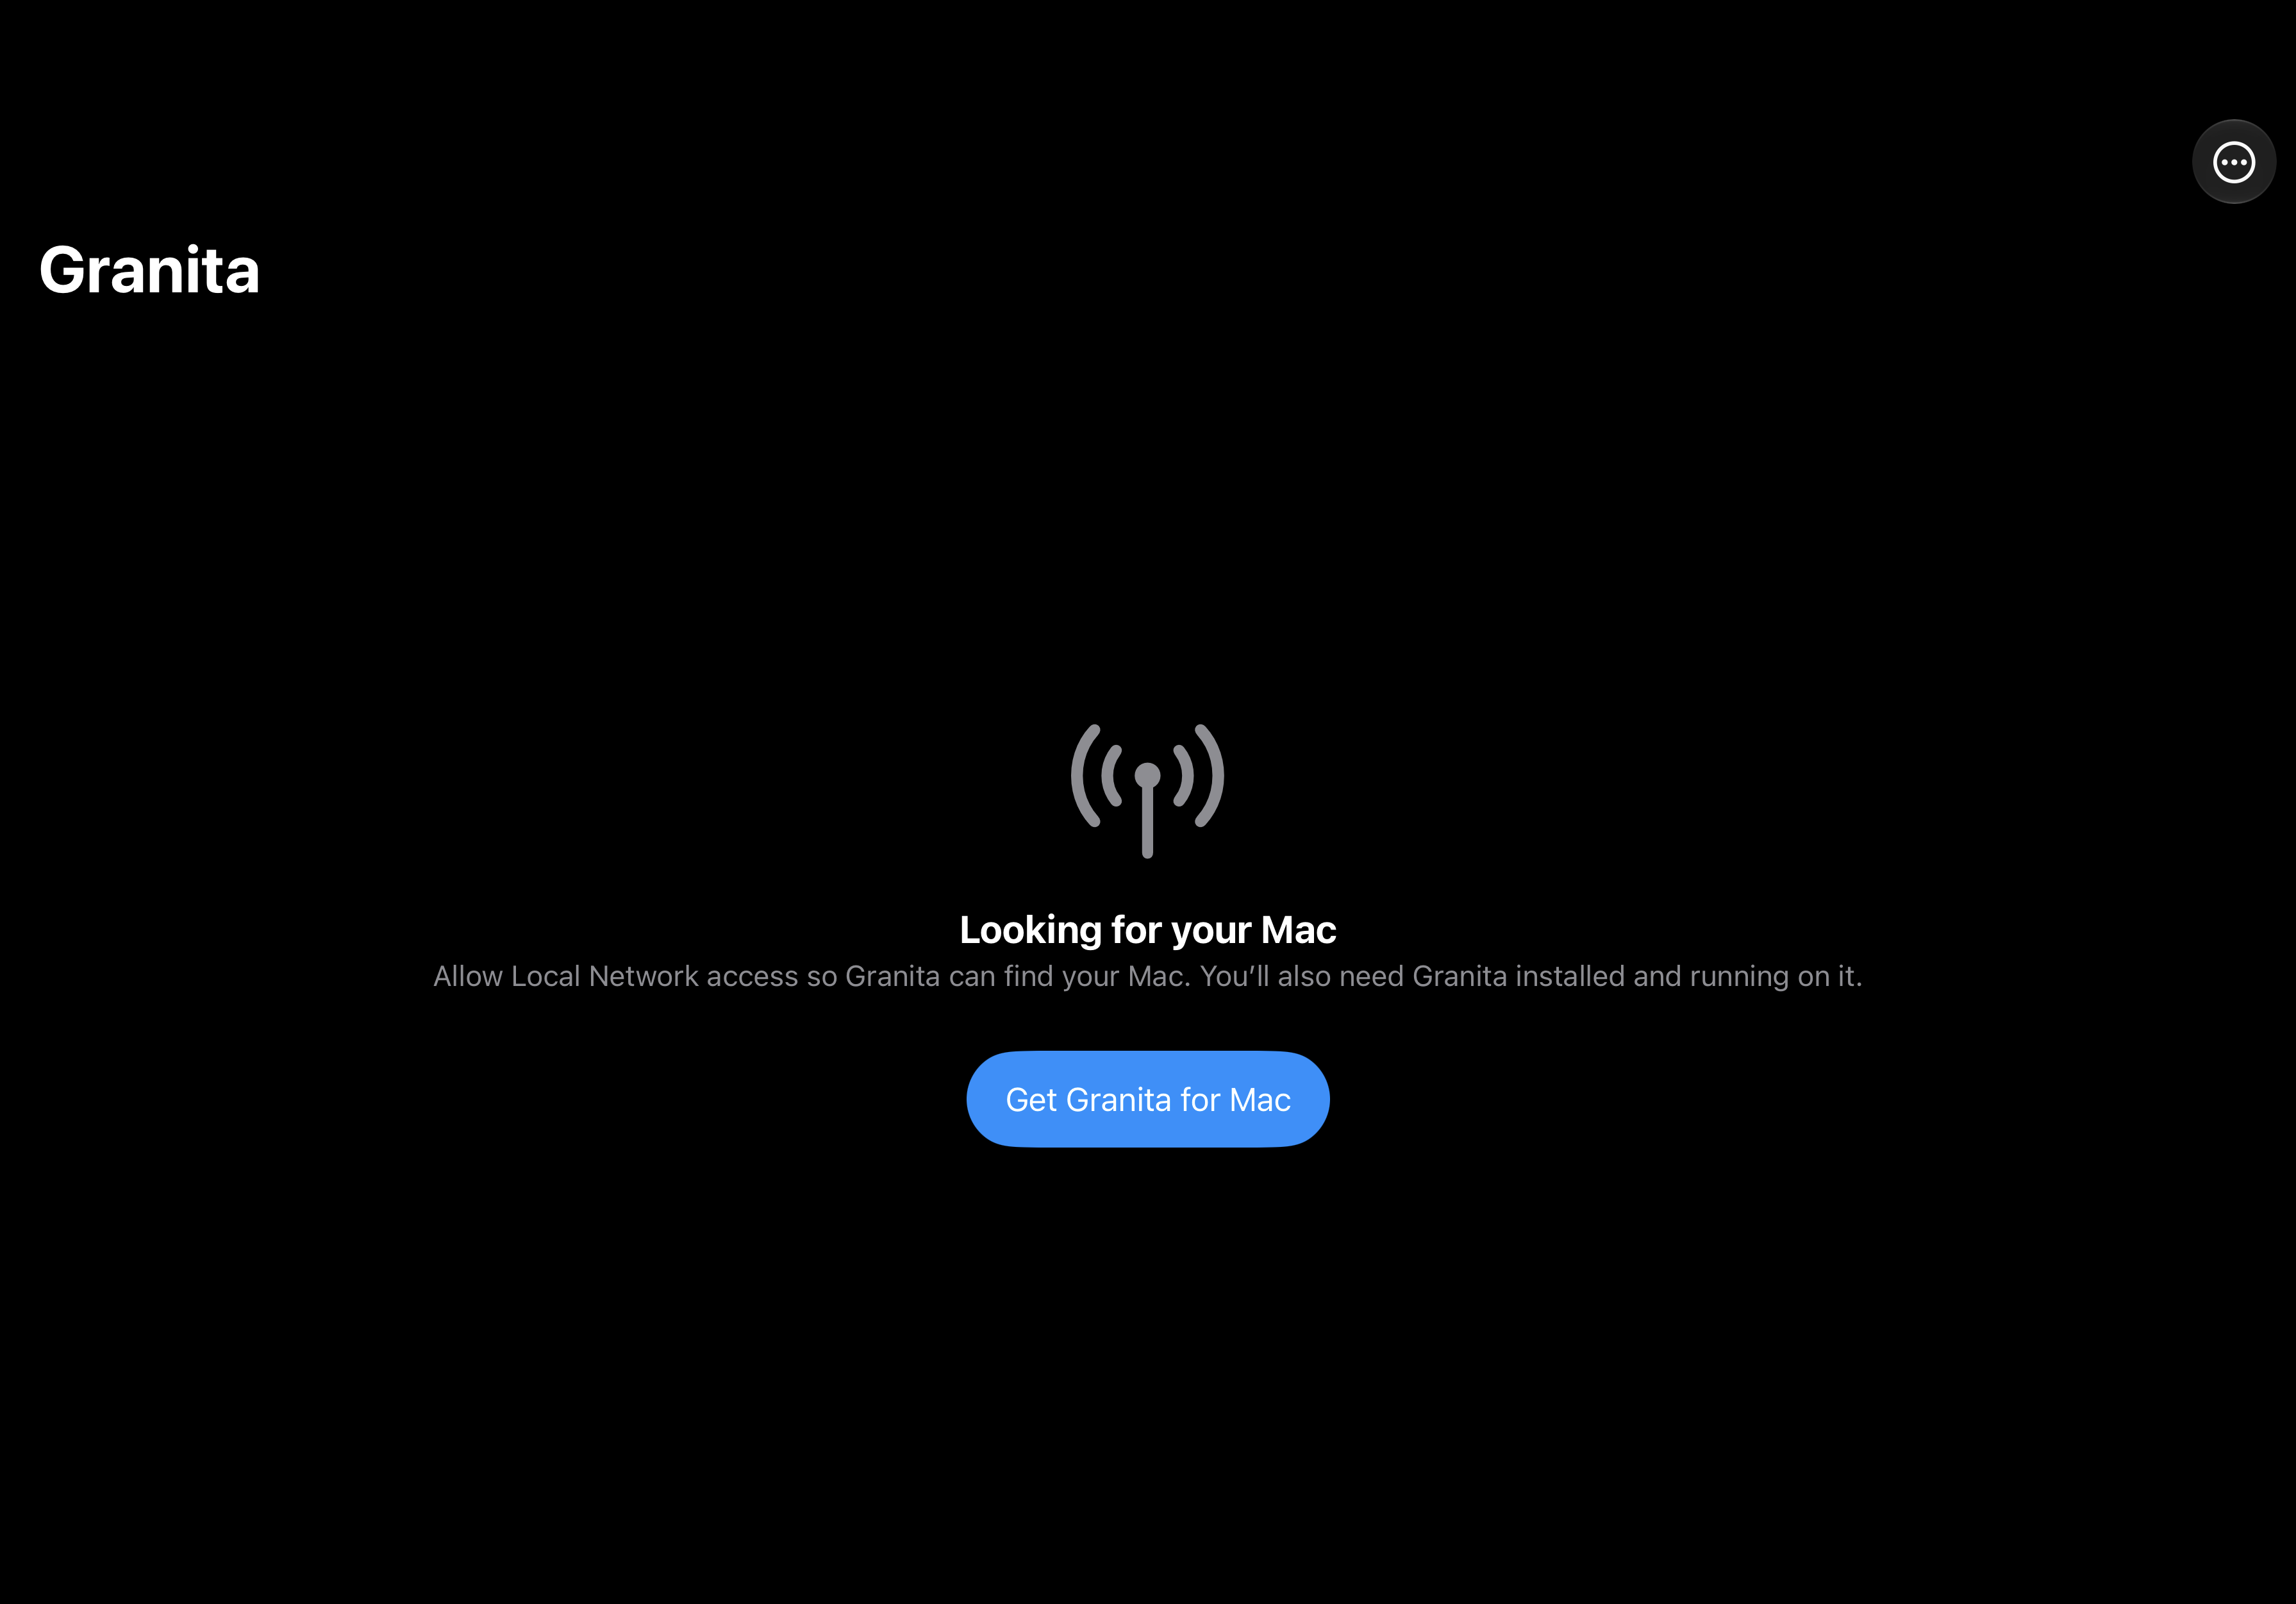 Granita
Looking for your Mac
Allow Local Network access so Granita can find your Mac. You’ll also need Granita installed and running on it.
Get Granita for Mac